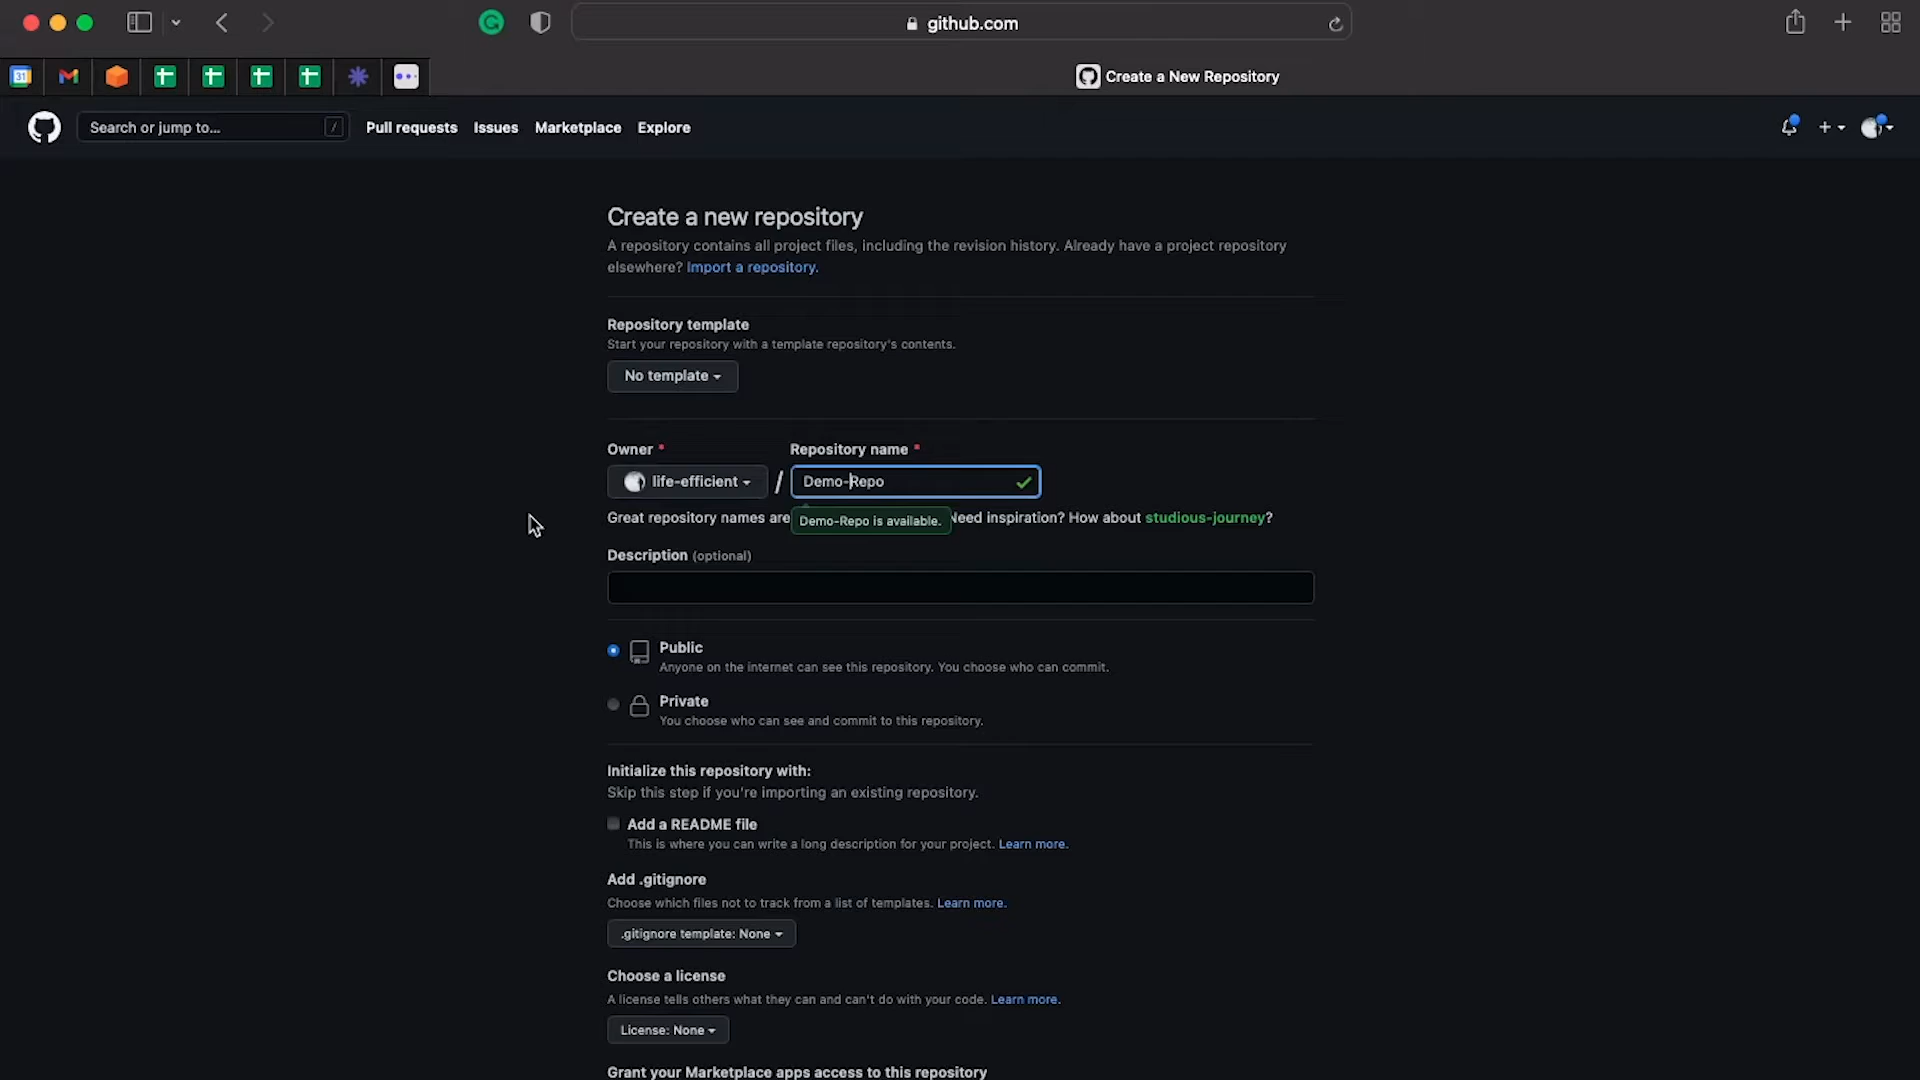 github.com
31
Create a New Repository
Search or jump to...
/
Pull requests
Issues
Marketplace
Explore
Create a new repository
A repository contains all project files, including the revision history. Already have a project repository
elsewhere? Import a repository.
Repository template
Start your repository with a template repository's contents.
No template
Owner *
Repository name *
life-efficient
/
Demo-Repo
Great repository names are
Demo-Repo is available.
Need inspiration? How about studious-journey?
Description (optional)
Public
Anyone on the internet can see this repository. You choose who can commit.
Private
You choose who can see and commit to this repository.
Initialize this repository with:
Skip this step if you're importing an existing repository.
Add a README file
This is where you can write a long description for your project. Learn more.
Add .gitignore
Choose which files not to track from a list of templates. Learn more.
.gitignore template: None
Choose a license
A license tells others what they can and can't do with your code. Learn more.
License: None
Grant your Marketplace apps access to this repository